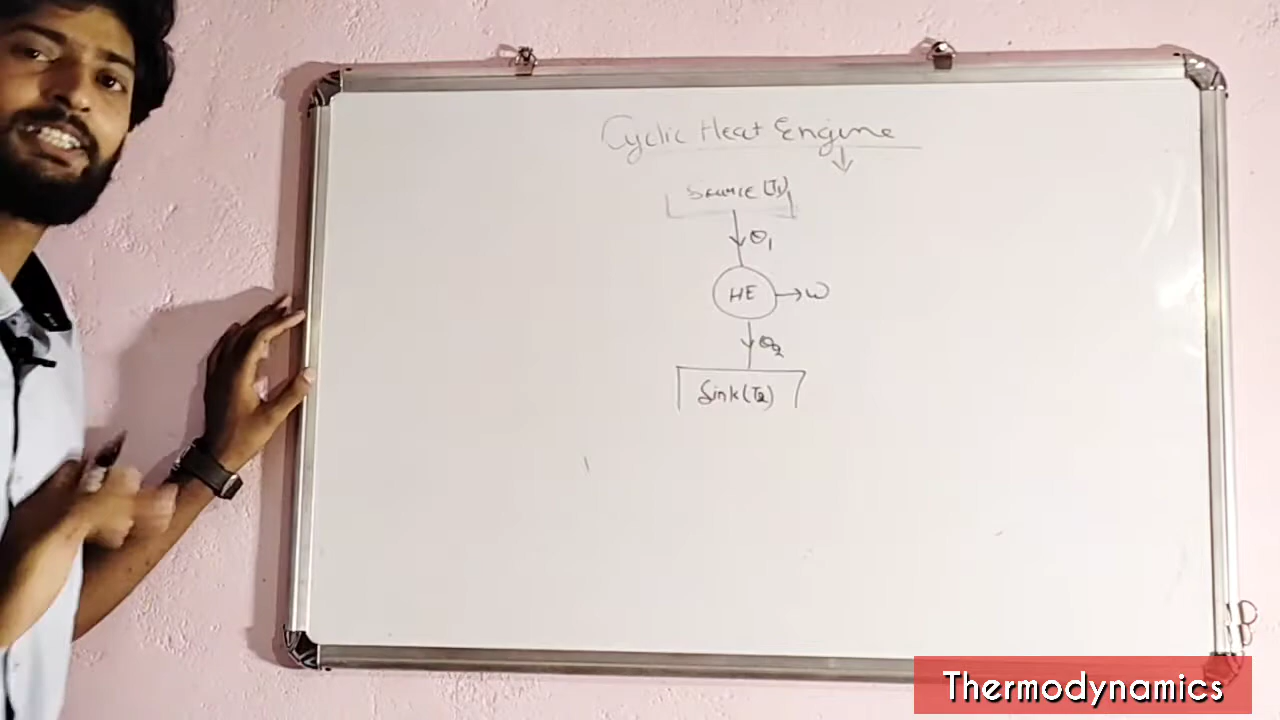 Cyclic Heat Engine
Source (T1)
Q1
HE
W
Q2
Sink (T2)
Thermodynamics